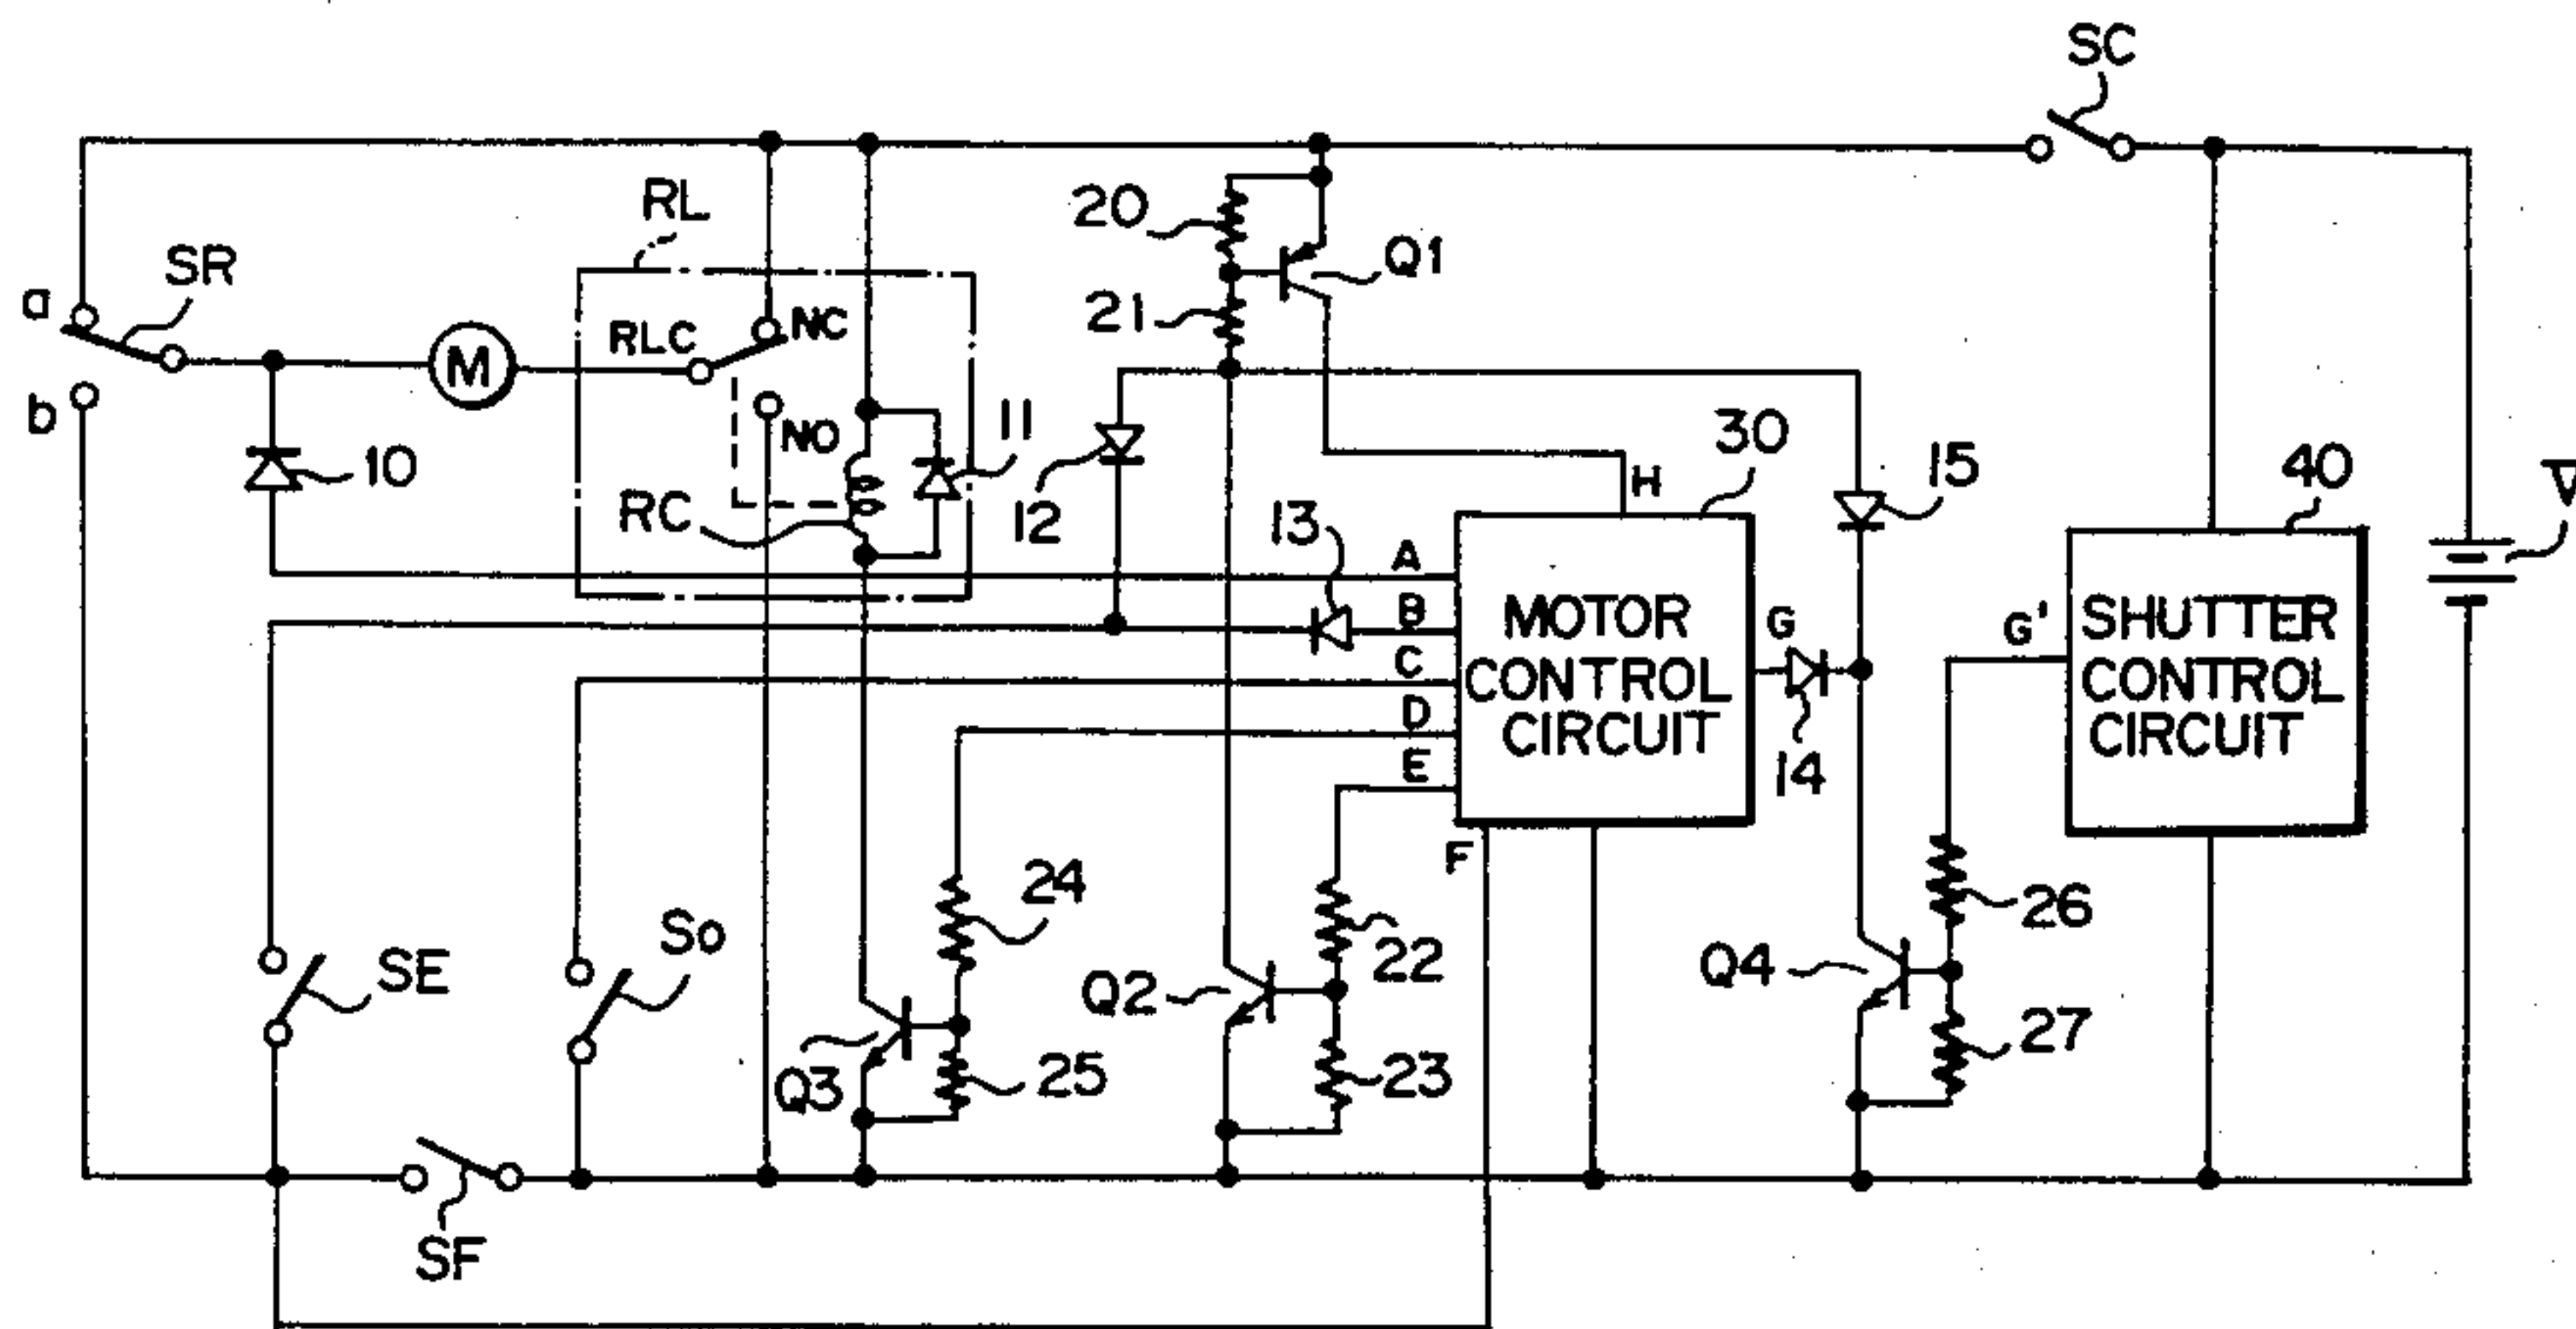 SC
RL
20
Q1
SR
a
NC
RLC
21
M
b
NO
11
30
10
12
H
15
40
V
RC
13
A
B
MOTOR
CONTROL
CIRCUIT
G
G'
SHUTTER
CONTROL
CIRCUIT
C
D
E
14
F
24
22
26
SE
So
Q2
Q4
Q3
25
23
27
SF